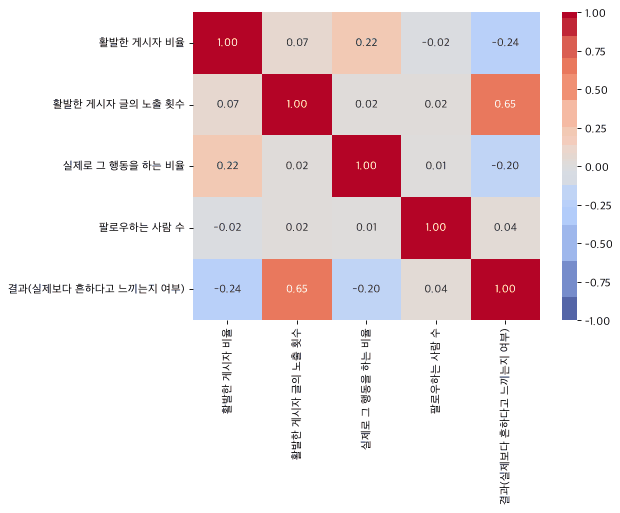 활발한 게시자 비율 1.00 0.07 0.22 -0.02 -0.24
활발한 게시자 글의 노출 횟수 0.07 1.00 0.02 0.02 0.65
실제로 그 행동을 하는 비율 0.22 0.02 1.00 0.01 -0.20
팔로우하는 사람 수 -0.02 0.02 0.01 1.00 0.04
결과(실제보다 흔하다고 느끼는지 여부) -0.24 0.65 -0.20 0.04 1.00
활발한 게시자 비율
활발한 게시자 글의 노출 횟수
실제로 그 행동을 하는 비율
팔로우하는 사람 수
결과(실제보다 흔하다고 느끼는지 여부)
1.00
0.75
0.50
0.25
0.00
-0.25
-0.50
-0.75
-1.00